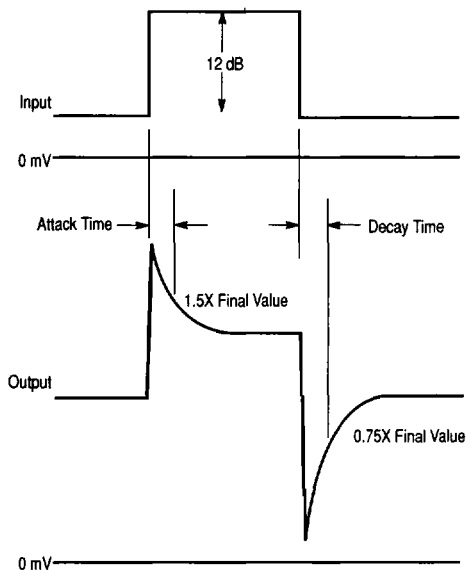 12 dB
Input
0 mV
Attack Time
Decay Time
1.5X Final Value
Output
0.75X Final Value
0 mV